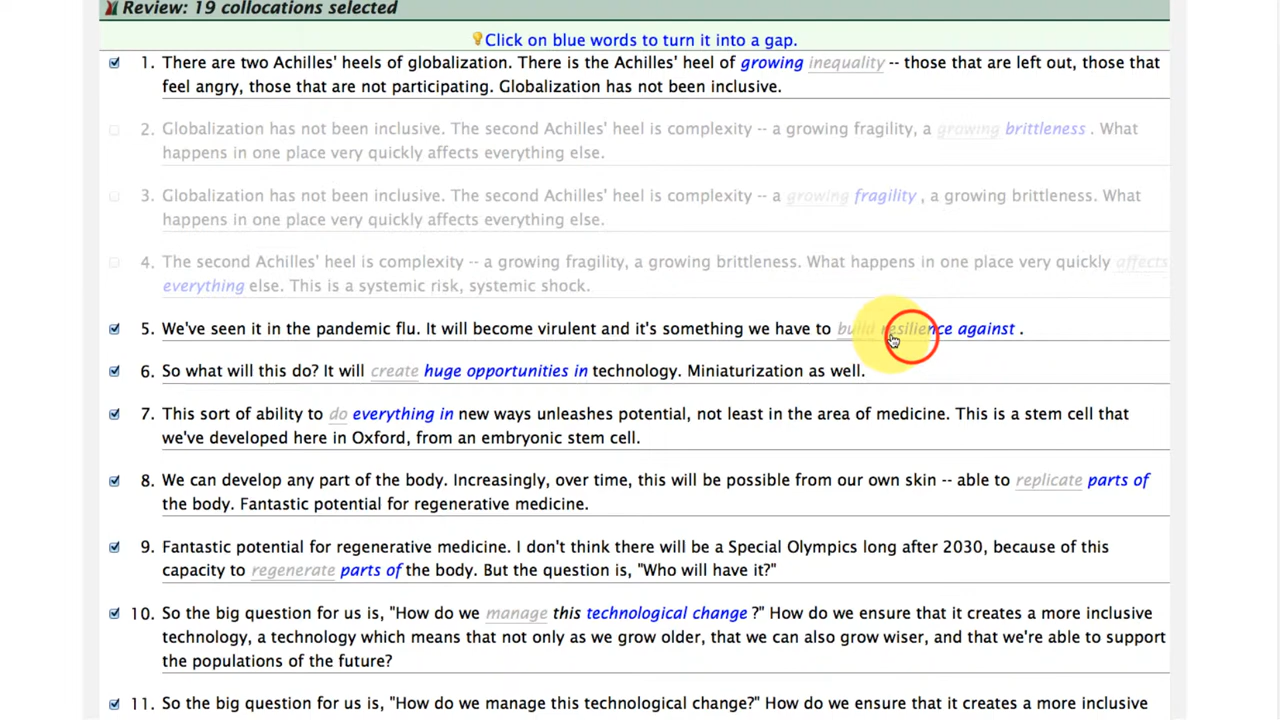 Review: 19 collocations selected
Click on blue words to turn it into a gap.
1. There are two Achilles' heels of globalization. There is the Achilles' heel of growing inequality -- those that are left out, those that
feel angry, those that are not participating. Globalization has not been inclusive.
2. Globalization has not been inclusive. The second Achilles' heel is complexity -- a growing fragility, a growing brittleness . What
happens in one place very quickly affects everything else.
3. Globalization has not been inclusive. The second Achilles' heel is complexity -- a growing fragility , a growing brittleness. What
happens in one place very quickly affects everything else.
4. The second Achilles' heel is complexity -- a growing fragility, a growing brittleness. What happens in one place very quickly affects
everything else. This is a systemic risk, systemic shock.
5. We've seen it in the pandemic flu. It will become virulent and it's something we have to build resilience against .
6. So what will this do? It will create huge opportunities in technology. Miniaturization as well.
7. This sort of ability to do everything in new ways unleashes potential, not least in the area of medicine. This is a stem cell that
we've developed here in Oxford, from an embryonic stem cell.
8. We can develop any part of the body. Increasingly, over time, this will be possible from our own skin -- able to replicate parts of
the body. Fantastic potential for regenerative medicine.
9. Fantastic potential for regenerative medicine. I don't think there will be a Special Olympics long after 2030, because of this
capacity to regenerate parts of the body. But the question is, "Who will have it?"
10. So the big question for us is, "How do we manage this technological change ?" How do we ensure that it creates a more inclusive
technology, a technology which means that not only as we grow older, that we can also grow wiser, and that we're able to support
the populations of the future?
11. So the big question for us is, "How do we manage this technological change?" How do we ensure that it creates a more inclusive